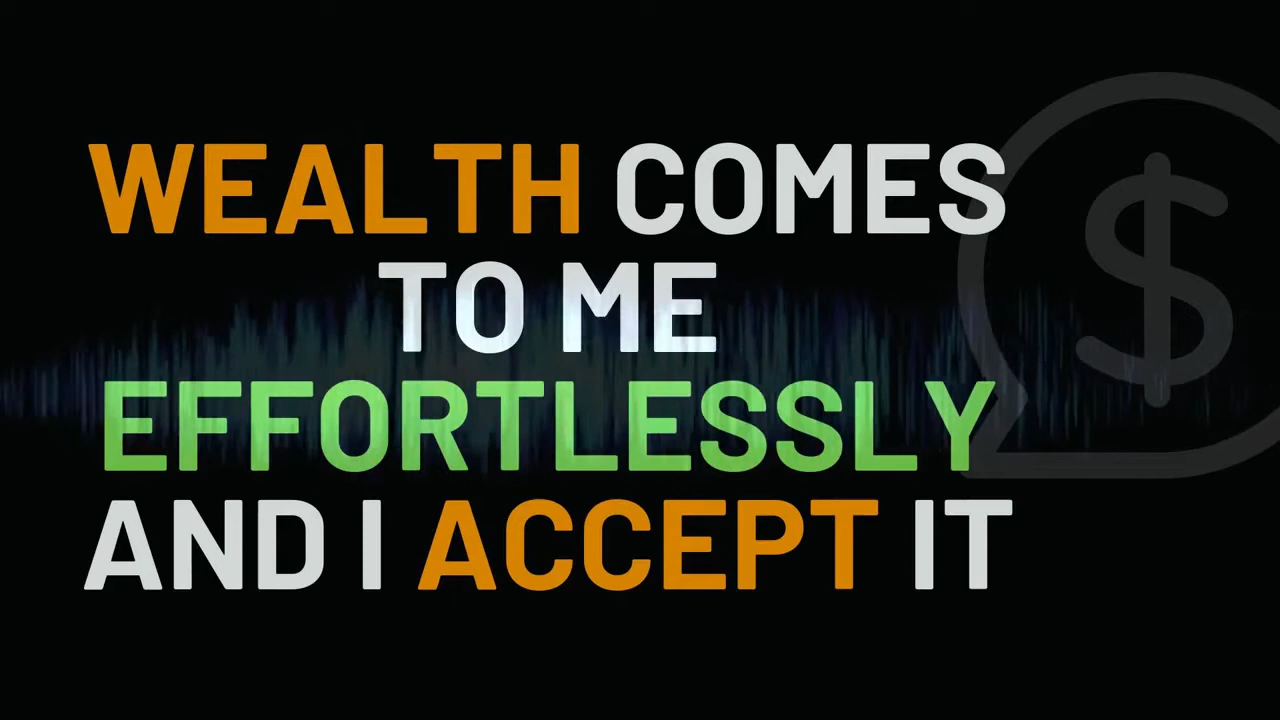 WEALTH COMES
TO ME
EFFORTLESSLY
AND I ACCEPT IT
$